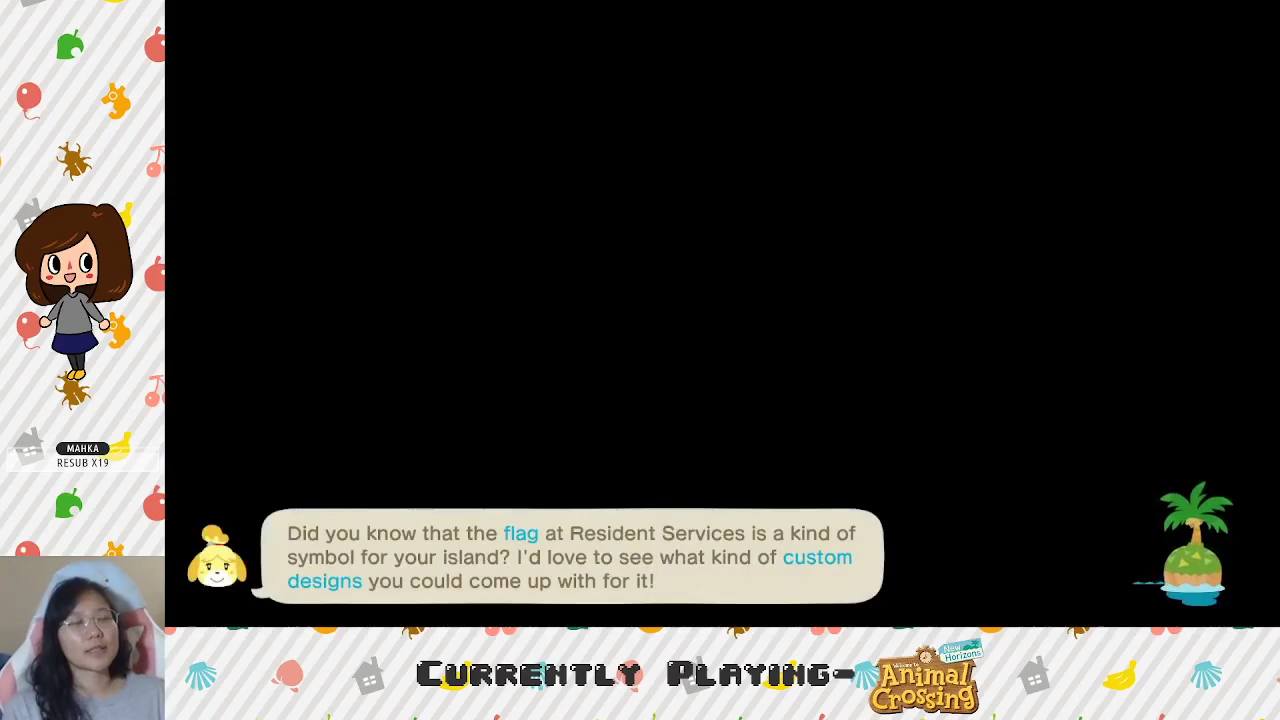 MAHKA
RESUB X19
Did you know that the flag at Resident Services is a kind of
symbol for your island? I'd love to see what kind of custom
designs you could come up with for it!
Currently Playing-
Welcome to
Animal
Crossing
New
Horizons